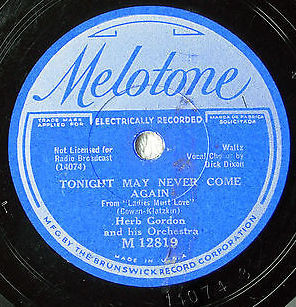 Melotone
TRADE MARK
APPLIED FOR
ELECTRICALLY RECORDED
MARCA DE FABRICA
SOLICITADA
Not Licensed for
Radio Broadcast
(14074)
Waltz
Vocal Chorus by
Dick Dixon
TONIGHT MAY NEVER COME
AGAIN
From "Ladies Must Love"
(Cowan-Klatzkin)
Herb Gordon
and his Orchestra
M 12819
MADE IN U.S.A.
MFG BY THE BRUNSWICK RECORD CORPORATION
14074